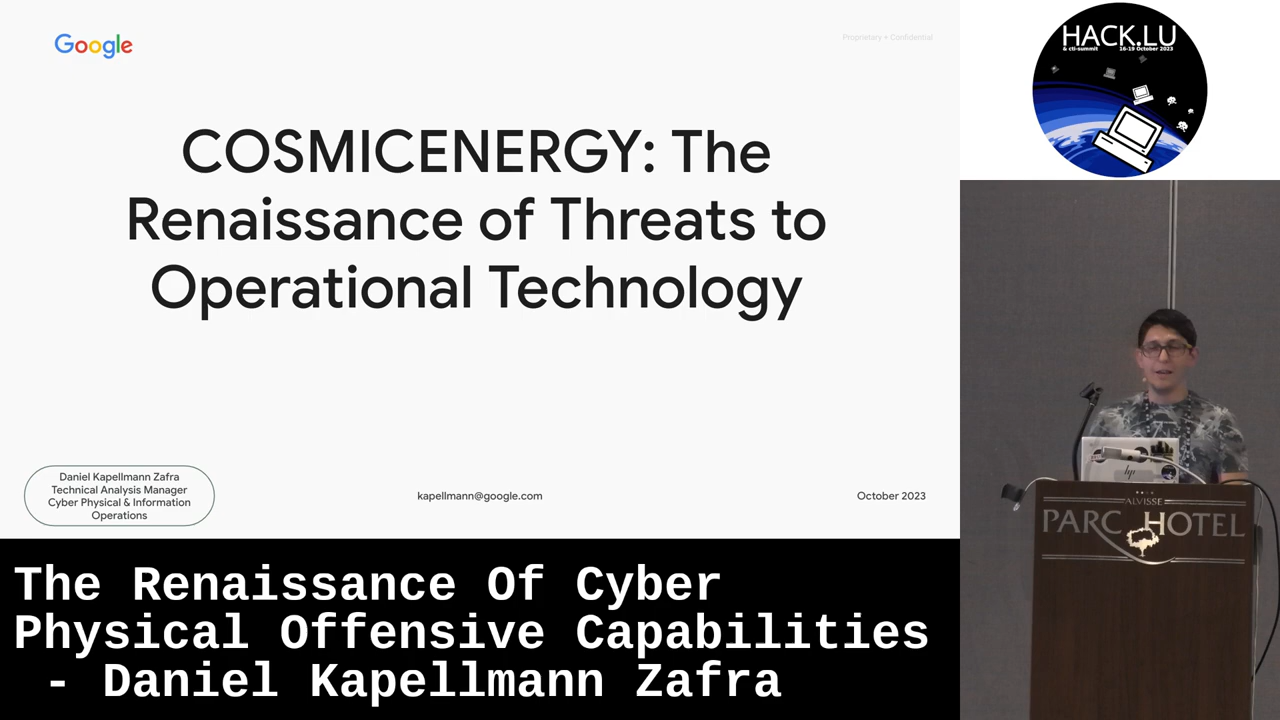 Google
Proprietary + Confidential
COSMICENERGY: The
Renaissance of Threats to
Operational Technology
Daniel Kapellmann Zafra
Technical Analysis Manager
Cyber Physical & Information
Operations
kapellmann@google.com
October 2023
HACK.LU
& cti-summit 16-19 October 2023
hp
ALVISSE
PARC HOTEL
The Renaissance Of Cyber
Physical Offensive Capabilities
- Daniel Kapellmann Zafra